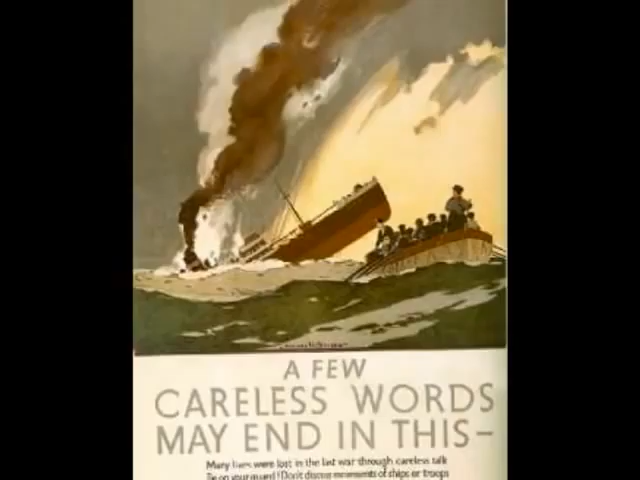 A FEW
CARELESS WORDS
MAY END IN THIS–
Many lives were lost in the last war through careless talk
Be on your guard! Don't discuss movements of ships or troops